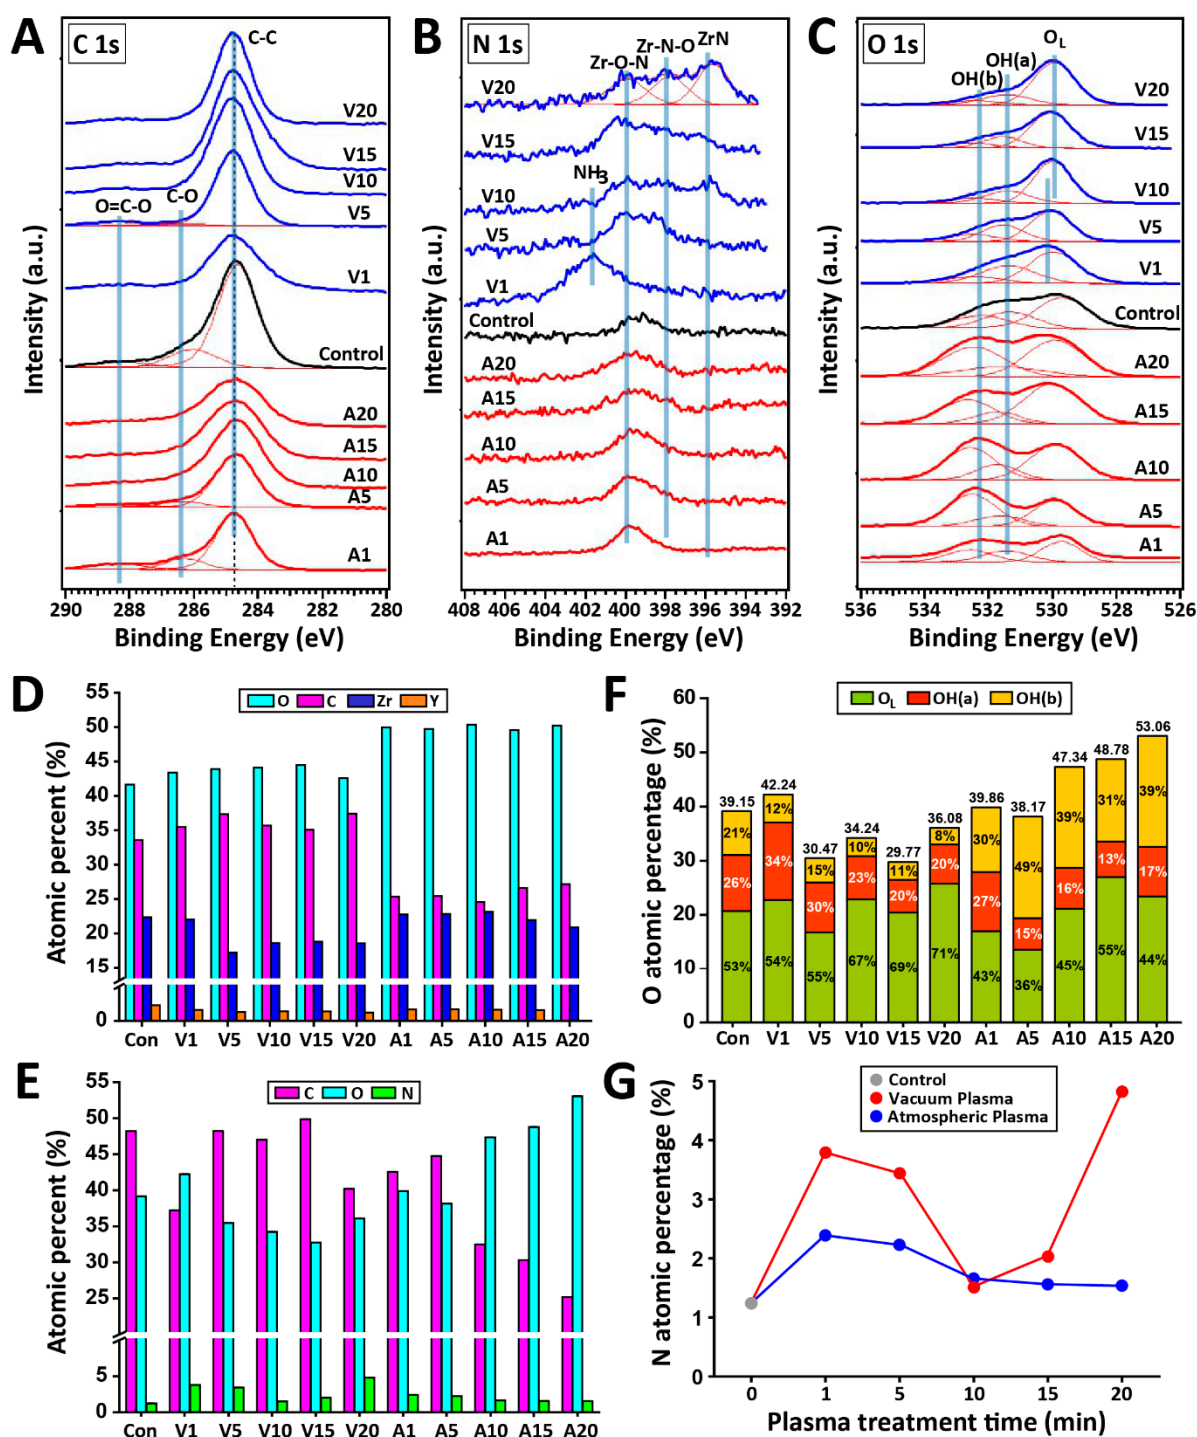 A
C 1s
C-C
V20
V15
V10
O=C-O
C-O
V5
V1
Control
A20
A15
A10
A5
A1
Intensity (a.u.)
290 288 286 284 282 280
Binding Energy (eV)
B
N 1s
Zr-O-N
Zr-N-O
ZrN
V20
V15
NH3
V10
V5
V1
Control
A20
A15
A10
A5
A1
Intensity (a.u.)
408 406 404 402 400 398 396 394 392
Binding Energy (eV)
C
O 1s
OL
OH(a)
OH(b)
V20
V15
V10
V5
V1
Control
A20
A15
A10
A5
A1
Intensity (a.u.)
536 534 532 530 528 526
Binding Energy (eV)
D
O C Zr Y
Atomic percent (%)
55
50
45
40
35
30
25
20
15
0
Con V1 V5 V10 V15 V20 A1 A5 A10 A15 A20
E
C O N
Atomic percent (%)
55
50
45
40
35
30
25
5
0
Con V1 V5 V10 V15 V20 A1 A5 A10 A15 A20
F
OL OH(a) OH(b)
O atomic percentage (%)
60
50
40
30
20
10
0
39.15 42.24 30.47 34.24 29.77 36.08 39.86 38.17 47.34 48.78 53.06
21% 12% 15% 10% 11% 8% 30% 49% 39% 31% 39%
26% 34% 30% 23% 20% 20% 27% 15% 16% 13% 17%
53% 54% 55% 67% 69% 71% 43% 36% 45% 55% 44%
Con V1 V5 V10 V15 V20 A1 A5 A10 A15 A20
G
Control
Vacuum Plasma
Atmospheric Plasma
N atomic percentage (%)
5
4
3
2
1
0
0 1 5 10 15 20
Plasma treatment time (min)